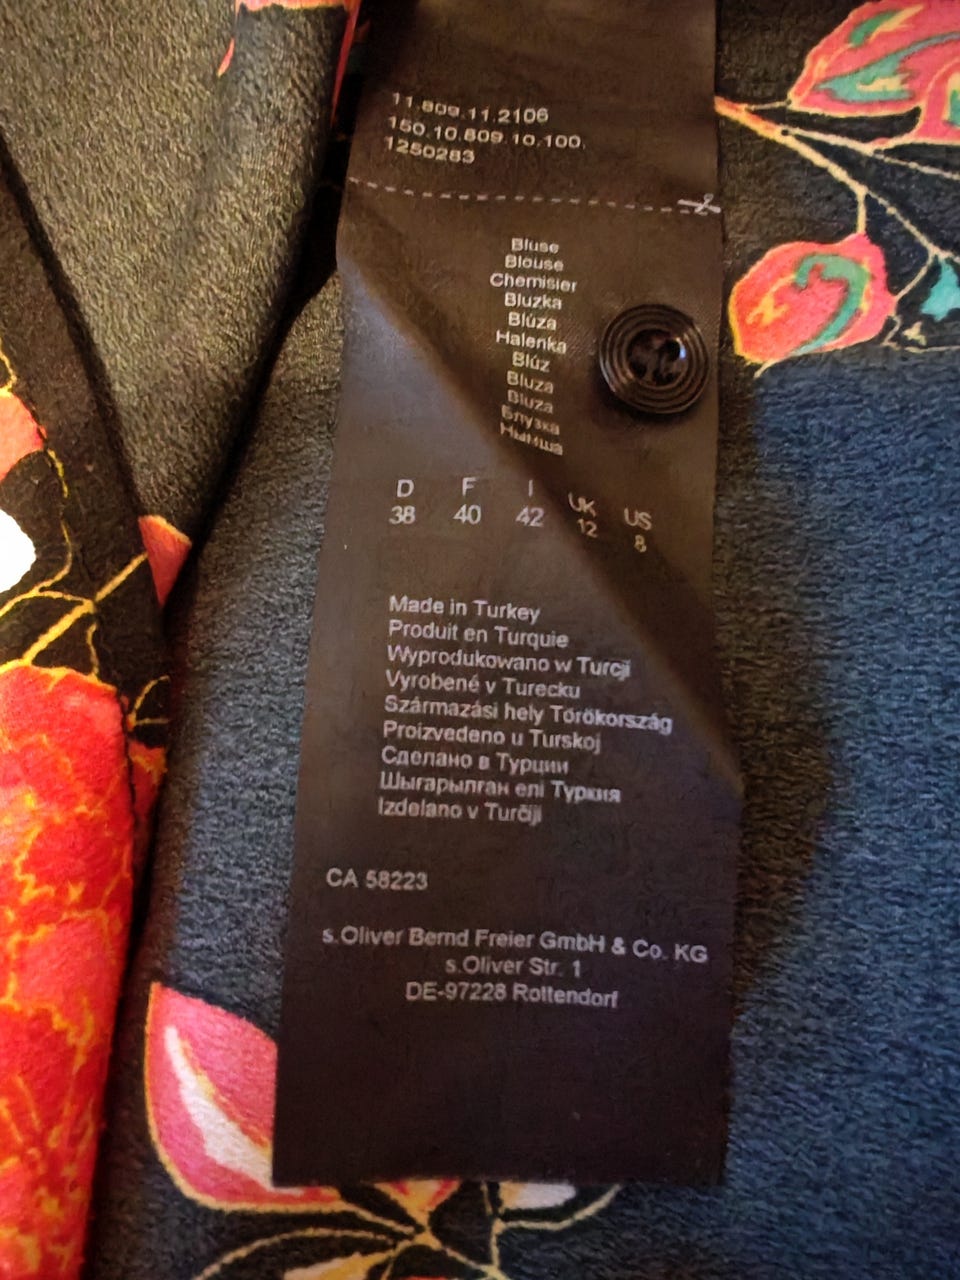 11.809.11.2106
150.10.809.10.100.
1250283
Bluse
Blouse
Chemisier
Bluzka
Blúza
Halenka
Blúz
Bluza
Bluza
Блузка
D F I UK US
38 40 42 12 8
Made in Turkey
Produit en Turquie
Wyprodukowano w Turcji
Vyrobené v Turecku
Származási hely Törökország
Proizvedeno u Turskoj
Сделано в Турции
Шығарылған елі Туркия
Izdelano v Turčiji
CA 58223
s.Oliver Bernd Freier GmbH & Co. KG
s.Oliver Str. 1
DE-97228 Rottendorf